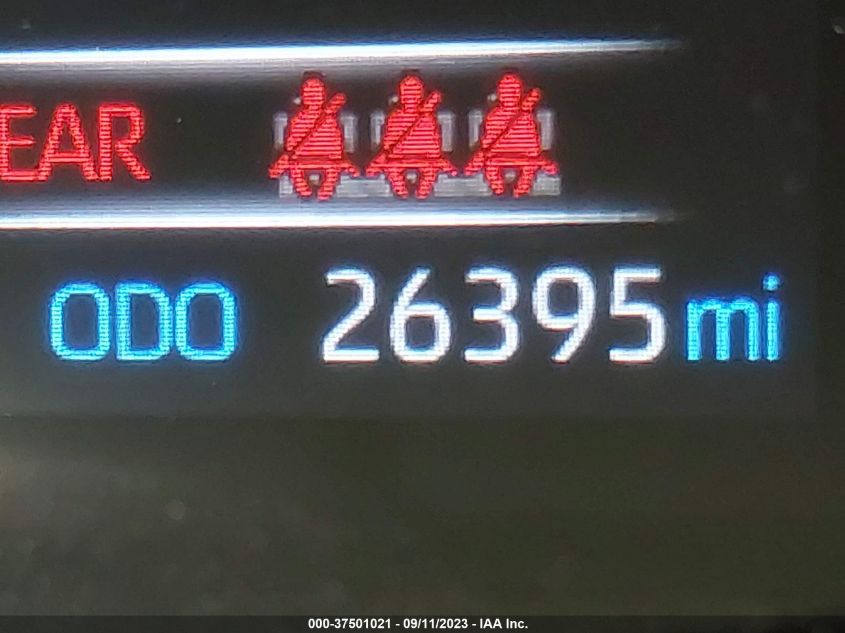 EAR
ODO 26395 mi
000-37501021 - 09/11/2023 - IAA Inc.